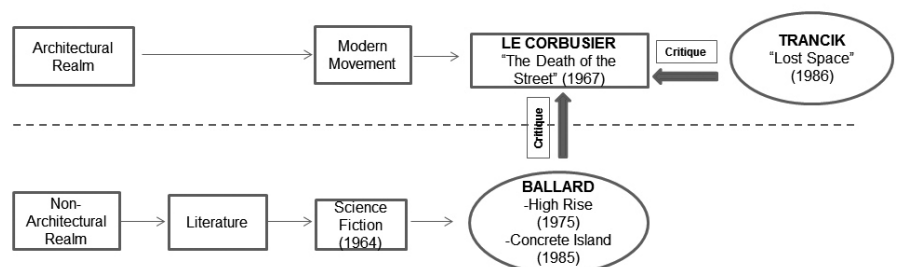 Architectural
Realm
Modern
Movement
LE CORBUSIER
“The Death of the
Street” (1967)
Critique
TRANCIK
“Lost Space”
(1986)
Critique
Non-
Architectural
Realm
Literature
Science
Fiction
(1964)
BALLARD
-High Rise
(1975)
-Concrete Island
(1985)